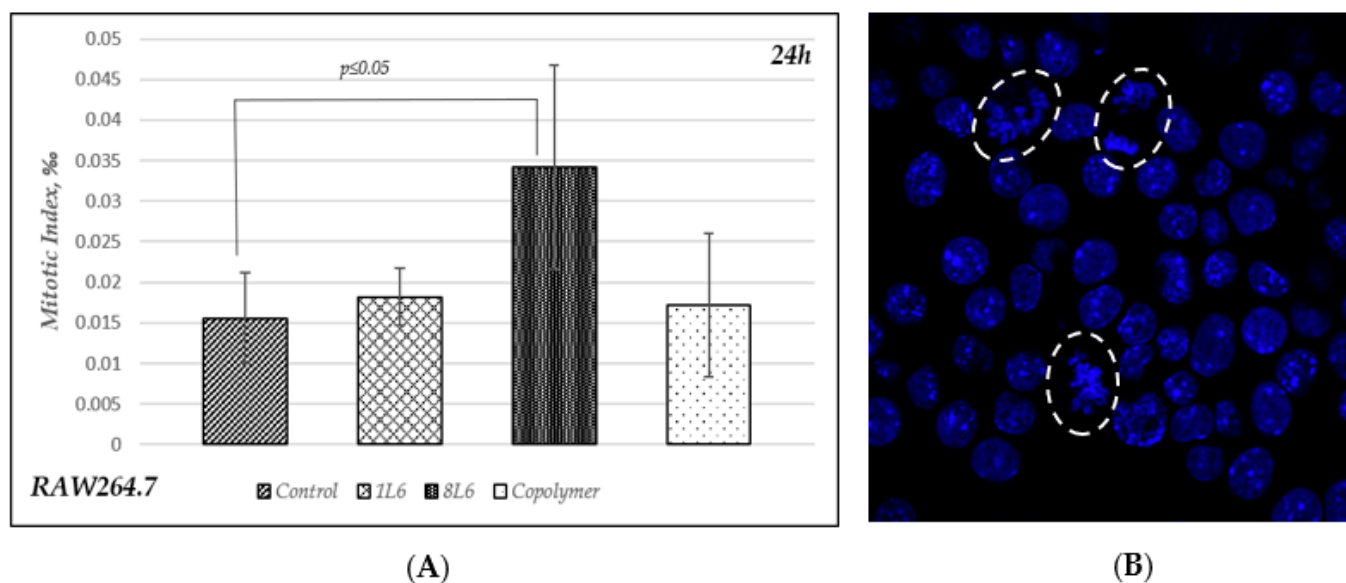 0.05
24h
0.045
p≤0.05
0.04
0.035
0.03
0.025
0.02
0.015
0.01
0.005
0
Mitotic Index, ‰
RAW264.7
Control 1L6 8L6 Copolymer
(A) (B)